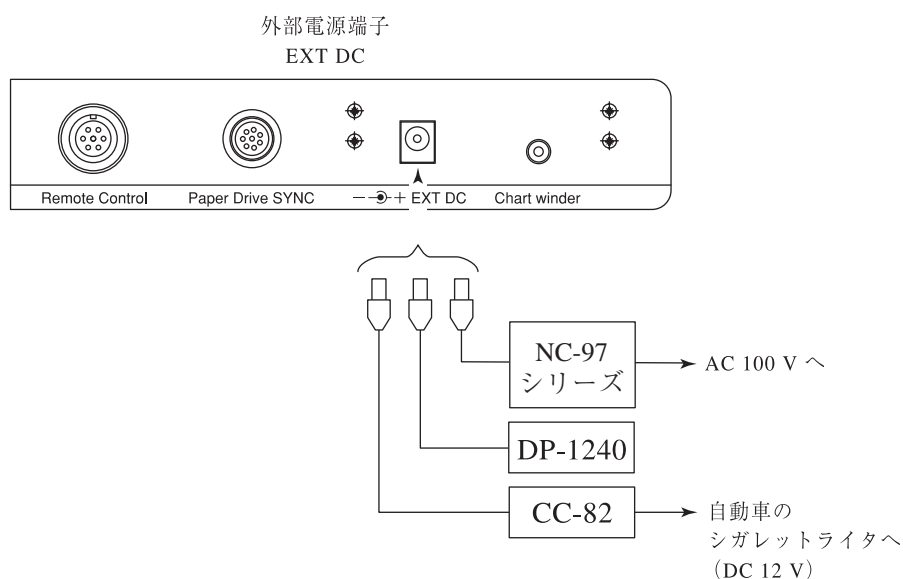 外部電源端子
EXT DC
Remote Control
Paper Drive SYNC
− + EXT DC
Chart winder
NC-97
シリーズ
AC 100 V へ
DP-1240
CC-82
自動車の
シガレットライタへ
（DC 12 V）